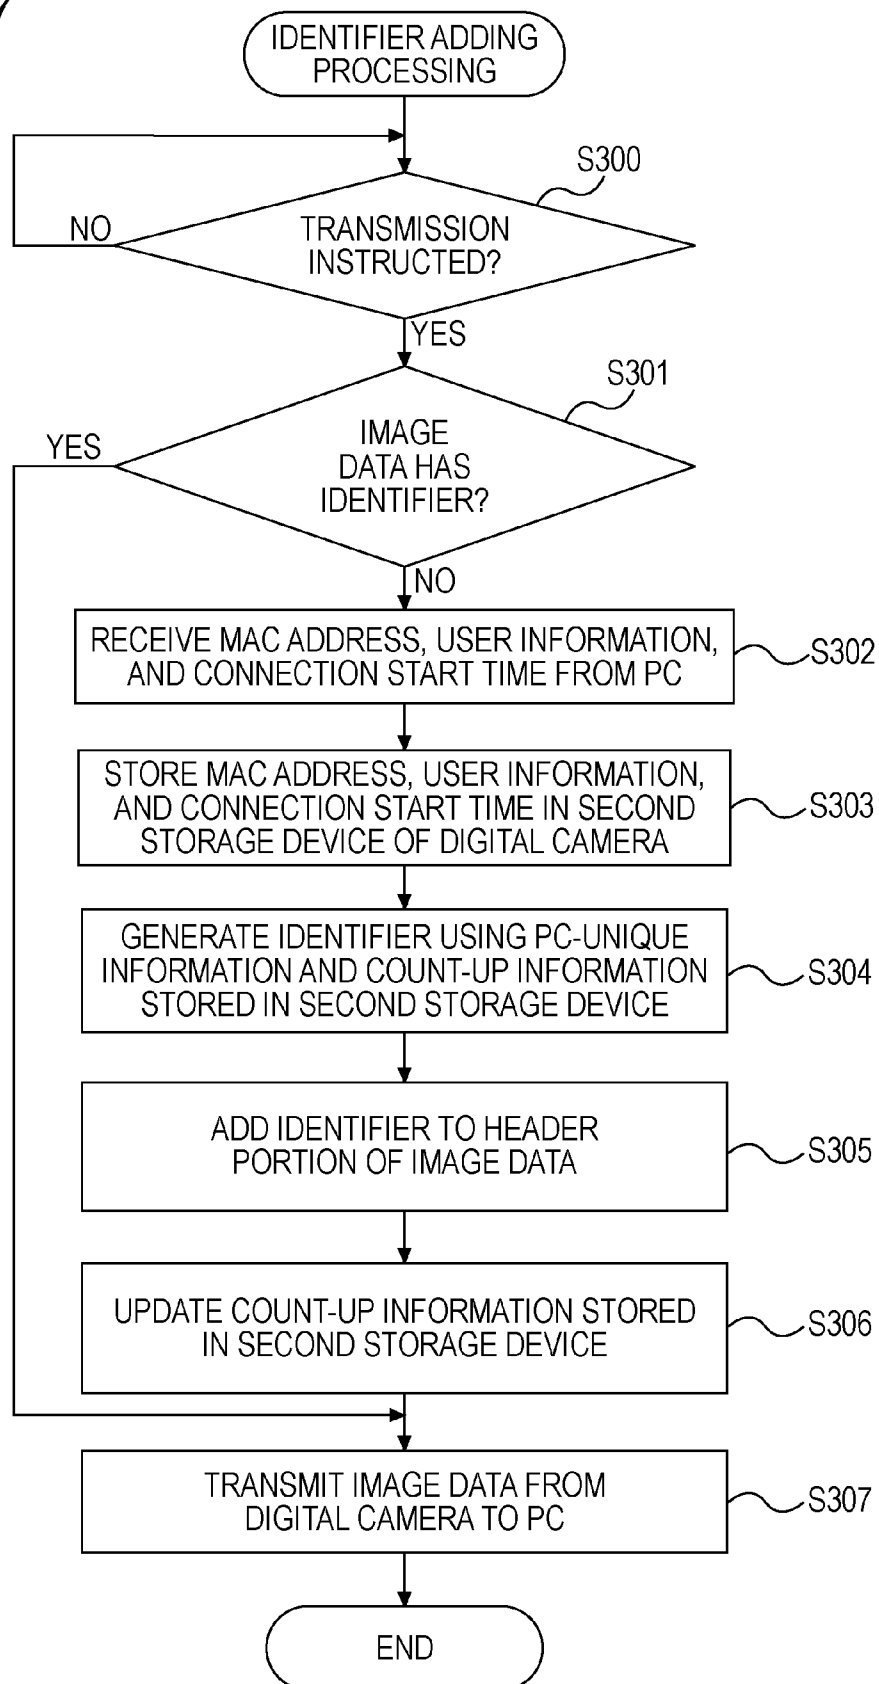 IDENTIFIER ADDING
PROCESSING
S300
NO
TRANSMISSION
INSTRUCTED?
YES
S301
YES
IMAGE
DATA HAS
IDENTIFIER?
NO
RECEIVE MAC ADDRESS, USER INFORMATION,
AND CONNECTION START TIME FROM PC
S302
STORE MAC ADDRESS, USER INFORMATION,
AND CONNECTION START TIME IN SECOND
STORAGE DEVICE OF DIGITAL CAMERA
S303
GENERATE IDENTIFIER USING PC-UNIQUE
INFORMATION AND COUNT-UP INFORMATION
STORED IN SECOND STORAGE DEVICE
S304
ADD IDENTIFIER TO HEADER
PORTION OF IMAGE DATA
S305
UPDATE COUNT-UP INFORMATION STORED
IN SECOND STORAGE DEVICE
S306
TRANSMIT IMAGE DATA FROM
DIGITAL CAMERA TO PC
S307
END